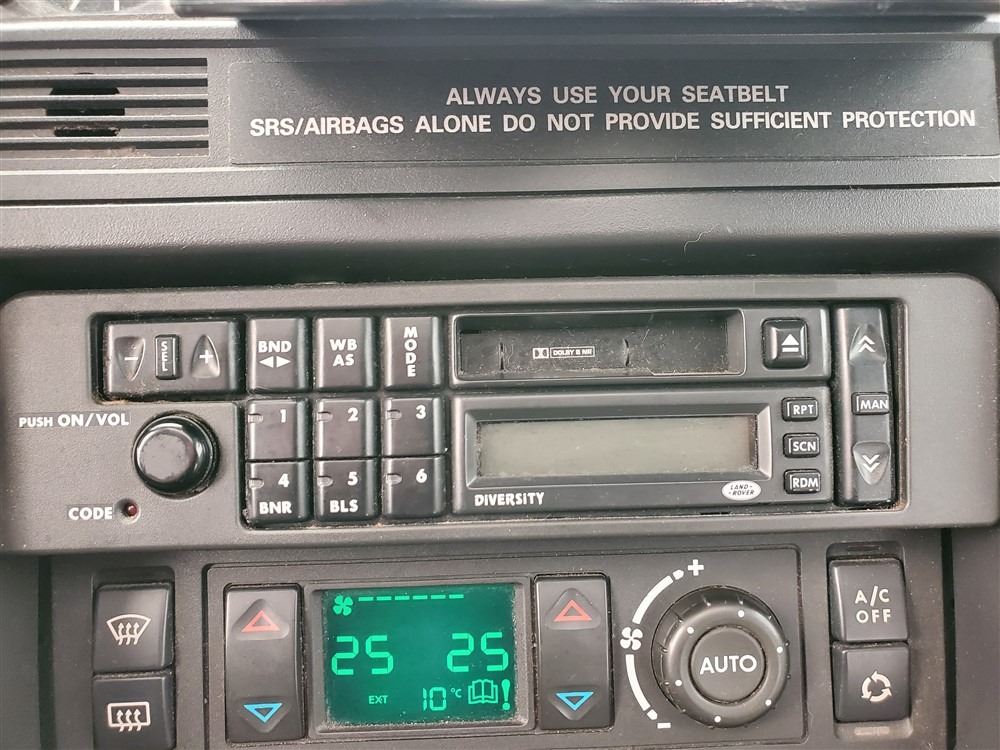 ALWAYS USE YOUR SEATBELT
SRS/AIRBAGS ALONE DO NOT PROVIDE SUFFICIENT PROTECTION
- SEL +
BND
WB
AS
MODE
DOLBY B NR
PUSH ON/VOL
1 2 3
4 5 6
BNR BLS
RPT
SCN
RDM
MAN
DIVERSITY
LAND-
-ROVER
CODE
25 25
EXT 10°C !
+
AUTO
-
A/C
OFF